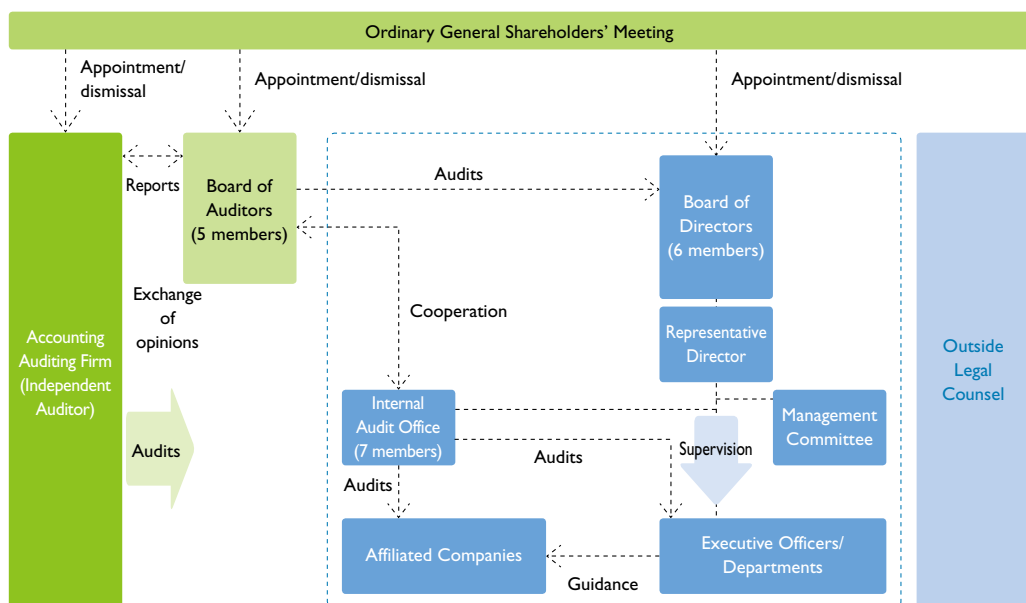 Ordinary General Shareholders’ Meeting
Appointment/
dismissal
Appointment/dismissal
Appointment/dismissal
Reports
Board of
Auditors
(5 members)
Audits
Board of
Directors
(6 members)
Exchange
of
opinions
Cooperation
Accounting
Auditing Firm
(Independent
Auditor)
Representative
Director
Outside
Legal
Counsel
Internal
Audit Office
(7 members)
Management
Committee
Audits
Audits
Supervision
Audits
Affiliated Companies
Executive Officers/
Departments
Guidance